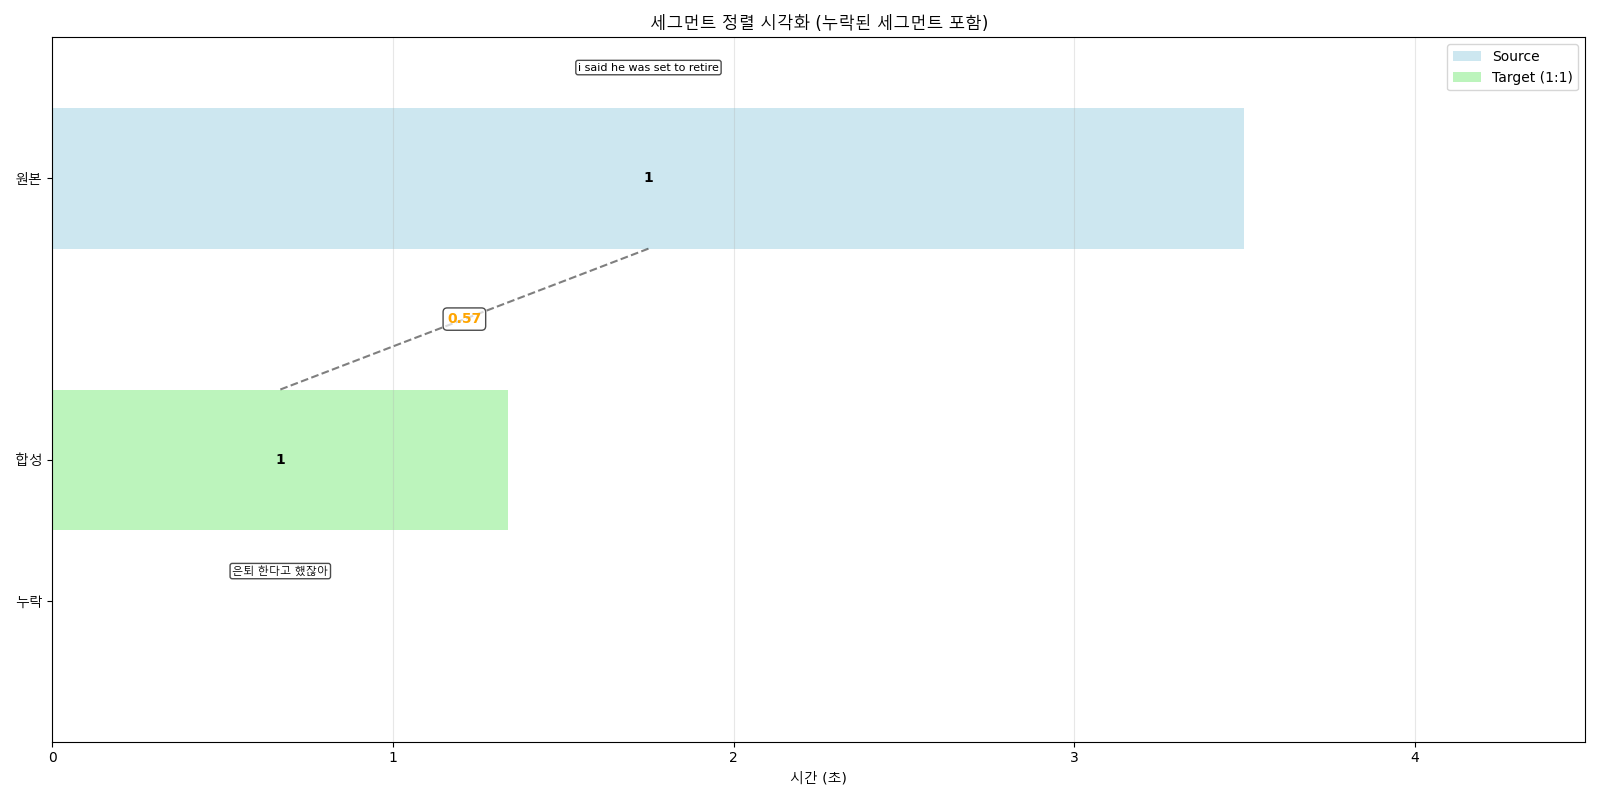 세그먼트 정렬 시각화 (누락된 세그먼트 포함)
i said he was set to retire
Source
Target (1:1)
원본
1
0.57
합성
1
은퇴 한다고 했잖아
누락
0 1 2 3 4
시간 (초)